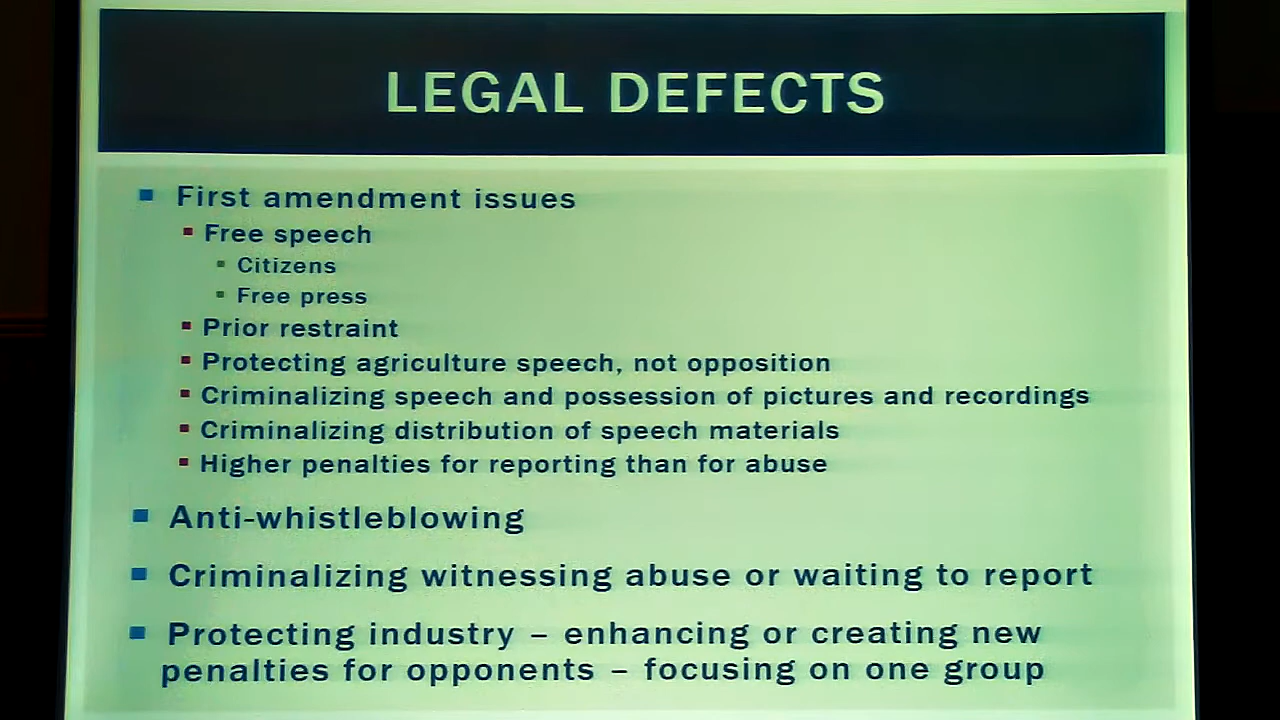 LEGAL DEFECTS
First amendment issues
Free speech
Citizens
Free press
Prior restraint
Protecting agriculture speech, not opposition
Criminalizing speech and possession of pictures and recordings
Criminalizing distribution of speech materials
Higher penalties for reporting than for abuse
Anti-whistleblowing
Criminalizing witnessing abuse or waiting to report
Protecting industry – enhancing or creating new
penalties for opponents – focusing on one group